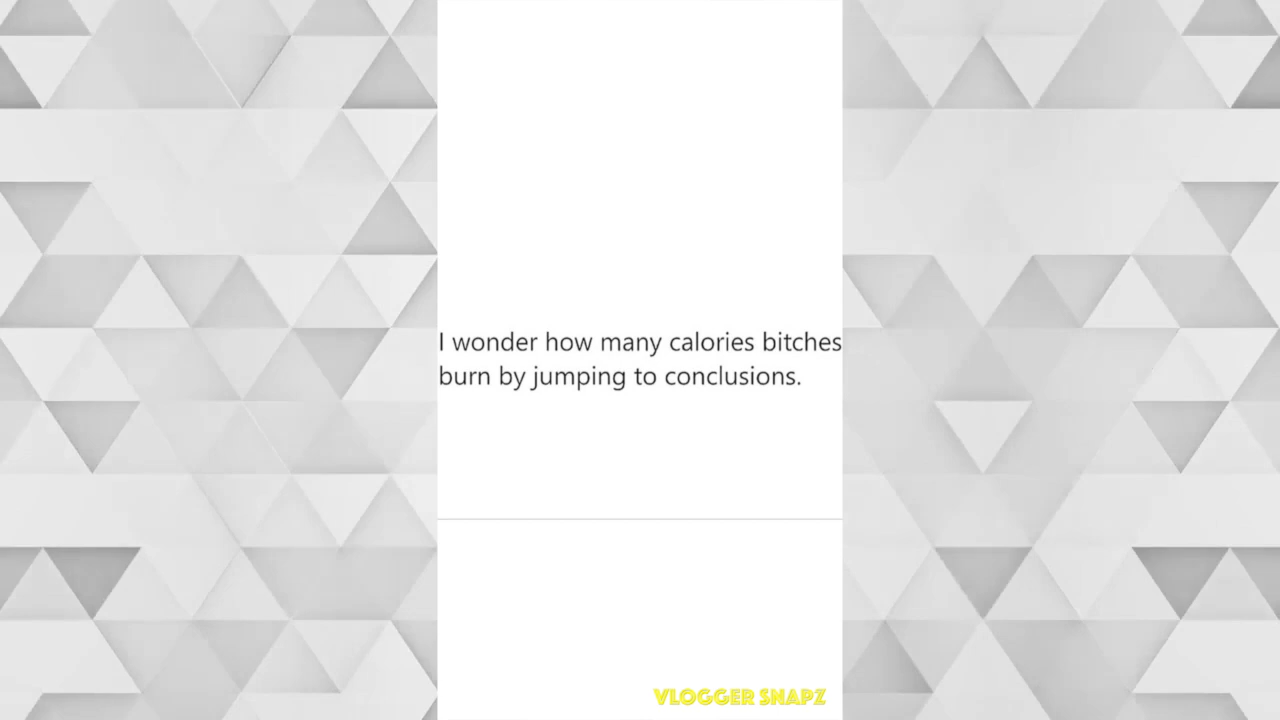 I wonder how many calories bitches
burn by jumping to conclusions.
VLOGGER SNAPZ